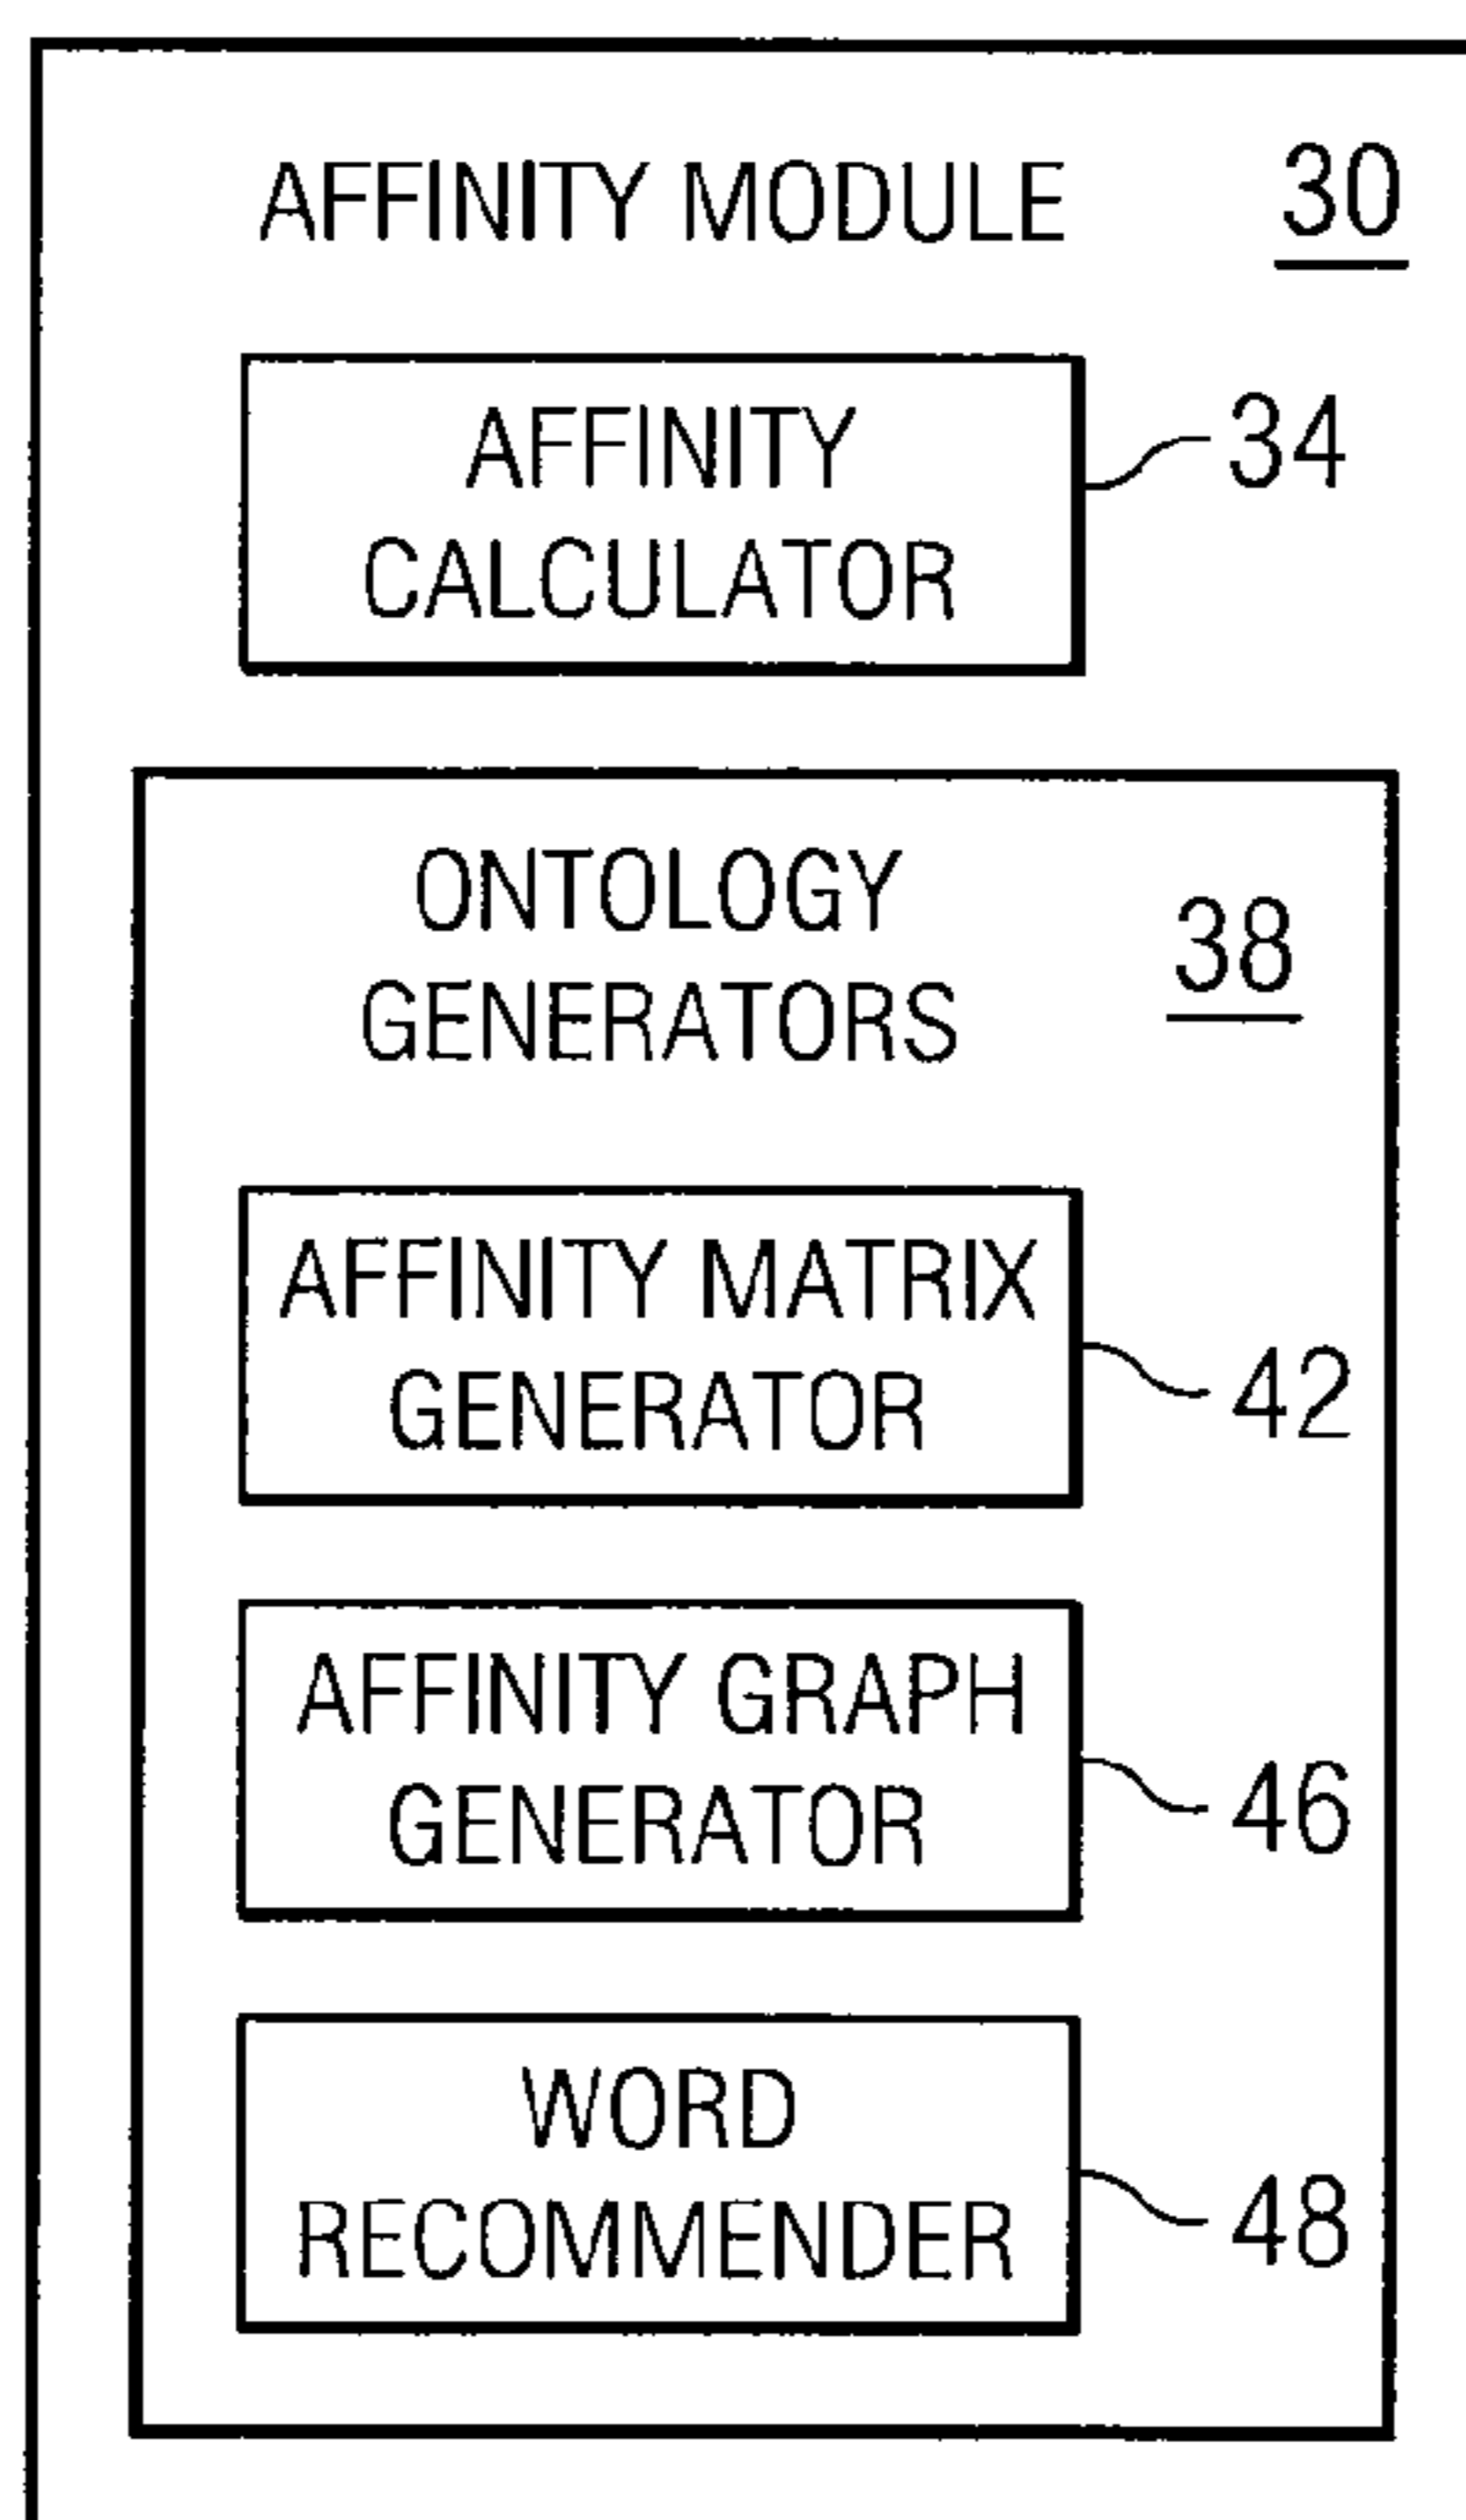 AFFINITY MODULE 30
AFFINITY 34
CALCULATOR
ONTOLOGY 38
GENERATORS
AFFINITY MATRIX
GENERATOR 42
AFFINITY GRAPH
GENERATOR 46
WORD
RECOMMENDER 48